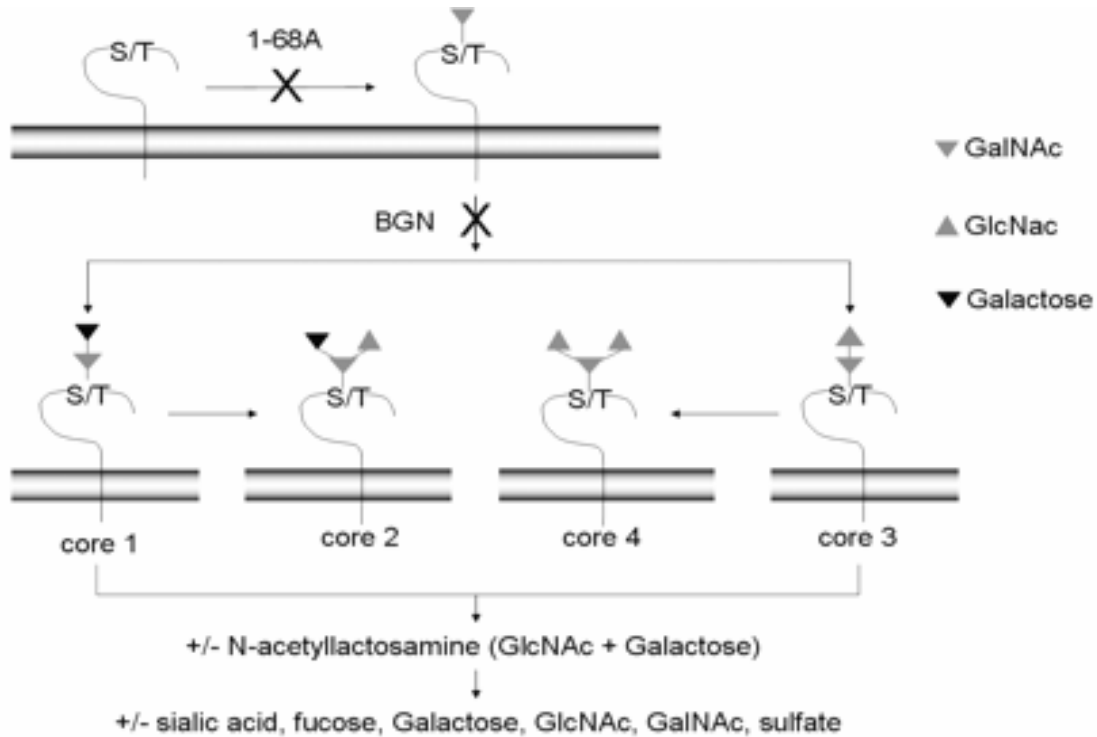 1-68A
S/T
S/T
GalNAc
BGN
GlcNac
Galactose
S/T
S/T
S/T
S/T
core 1
core 2
core 4
core 3
+/- N-acetyllactosamine (GlcNAc + Galactose)
+/- sialic acid, fucose, Galactose, GlcNAc, GalNAc, sulfate